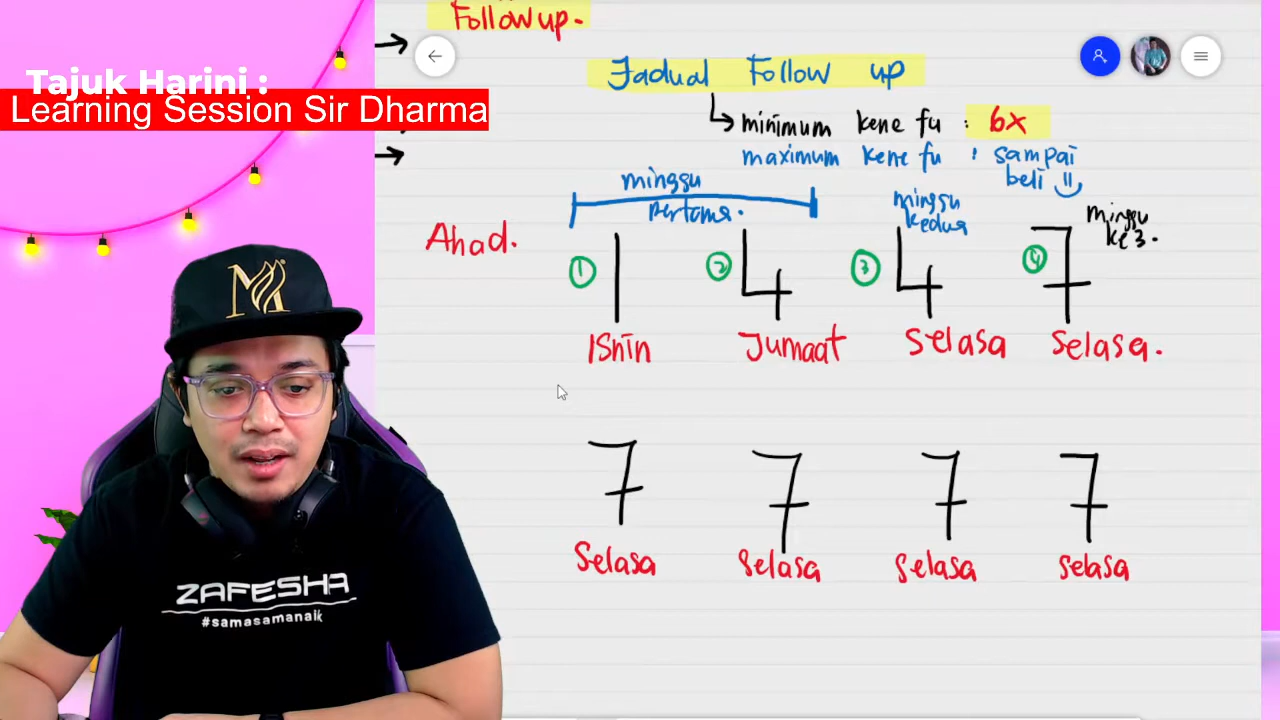 Tajuk Harini :
Learning Session Sir Dharma
Follow up.
Jadual Follow up
minimum kene fu : 6x
maximum kene fu : sampai
beli
minggu
pertama.
minggu
kedua
minggu
ke 3.
Ahad.
1 1 2 4 3 4 4 7
Isnin Jumaat Selasa Selasa.
7 7 7 7
Selasa Selasa Selasa Selasa
M
ZAFESHA
#samasamanaik